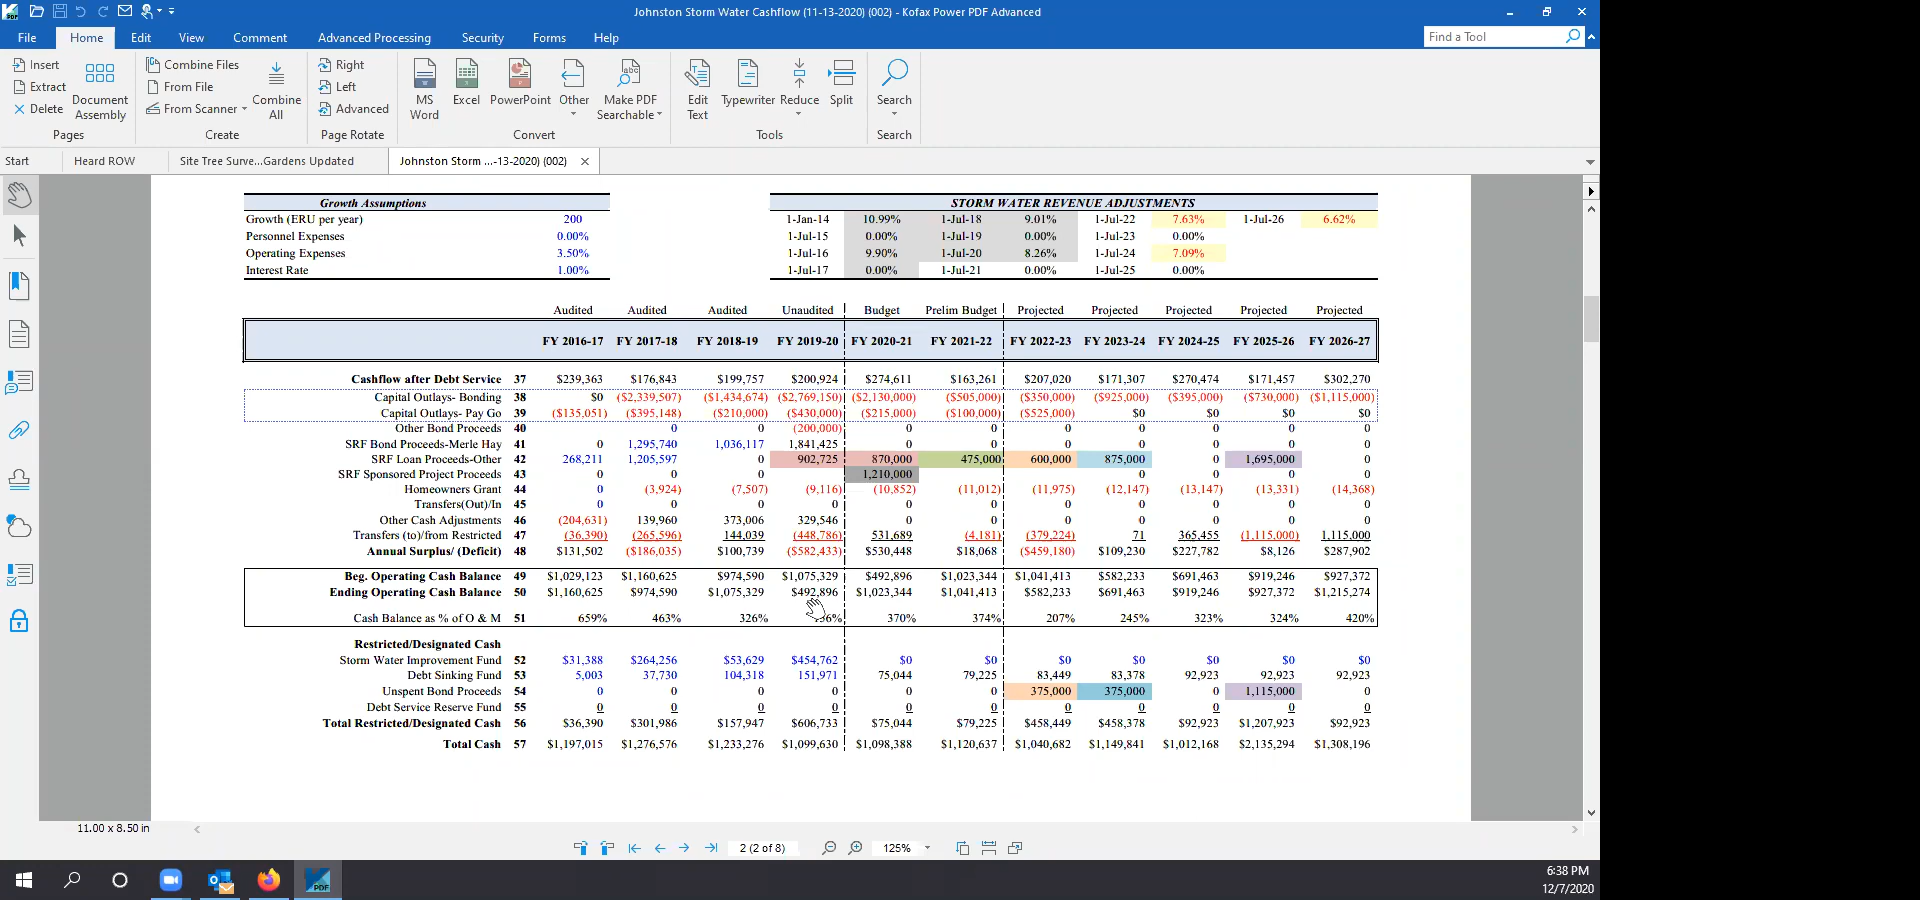 Johnston Storm Water Cashflow (11-13-2020) (002) - Kofax Power PDF Advanced
File Home Edit View Comment Advanced Processing Security Forms Help Find a Tool
Insert Extract Delete Document Assembly Pages
Combine Files From File From Scanner Combine All Create
Right Left Advanced Page Rotate
MS Word Excel PowerPoint Other Make PDF Searchable Convert
Edit Text Typewriter Reduce Split Tools
Search Search
Start Heard ROW Site Tree Surve...Gardens Updated Johnston Storm ...-13-2020) (002)
Growth Assumptions
Growth (ERU per year) 200
Personnel Expenses 0.00%
Operating Expenses 3.50%
Interest Rate 1.00%
STORM WATER REVENUE ADJUSTMENTS
1-Jan-14 10.99% 1-Jul-18 9.01% 1-Jul-22 7.63% 1-Jul-26 6.62%
1-Jul-15 0.00% 1-Jul-19 0.00% 1-Jul-23 0.00%
1-Jul-16 9.90% 1-Jul-20 8.26% 1-Jul-24 7.09%
1-Jul-17 0.00% 1-Jul-21 0.00% 1-Jul-25 0.00%
Audited Audited Audited Unaudited Budget Prelim Budget Projected Projected Projected Projected Projected
FY 2016-17 FY 2017-18 FY 2018-19 FY 2019-20 FY 2020-21 FY 2021-22 FY 2022-23 FY 2023-24 FY 2024-25 FY 2025-26 FY 2026-27
Cashflow after Debt Service 37 $239,363 $176,843 $199,757 $200,924 $274,611 $163,261 $207,020 $171,307 $270,474 $171,457 $302,270
Capital Outlays- Bonding 38 $0 ($2,339,507) ($1,434,674) ($2,769,150) ($2,130,000) ($505,000) ($350,000) ($925,000) ($395,000) ($730,000) ($1,115,000)
Capital Outlays- Pay Go 39 ($135,051) ($395,148) ($210,000) ($430,000) ($215,000) ($100,000) ($525,000) $0 $0 $0 $0
Other Bond Proceeds 40 0 0 (200,000) 0 0 0 0 0 0 0
SRF Bond Proceeds-Merle Hay 41 0 1,295,740 1,036,117 1,841,425 0 0 0 0 0 0 0
SRF Loan Proceeds-Other 42 268,211 1,205,597 0 902,725 870,000 475,000 600,000 875,000 0 1,695,000 0
SRF Sponsored Project Proceeds 43 0 0 0 0 1,210,000 0 0 0 0 0 0
Homeowners Grant 44 0 (3,924) (7,507) (9,116) (10,852) (11,012) (11,975) (12,147) (13,147) (13,331) (14,368)
Transfers(Out)/In 45 0 0 0 0 0 0 0 0 0 0 0
Other Cash Adjustments 46 (204,631) 139,960 373,006 329,546 0 0 0 0 0 0 0
Transfers (to)/from Restricted 47 (36,390) (265,596) 144,039 (448,786) 531,689 (4,181) (379,224) 71 365,455 (1,115,000) 1,115,000
Annual Surplus/ (Deficit) 48 $131,502 ($186,035) $100,739 ($582,433) $530,448 $18,068 ($459,180) $109,230 $227,782 $8,126 $287,902
Beg. Operating Cash Balance 49 $1,029,123 $1,160,625 $974,590 $1,075,329 $492,896 $1,023,344 $1,041,413 $582,233 $691,463 $919,246 $927,372
Ending Operating Cash Balance 50 $1,160,625 $974,590 $1,075,329 $492,896 $1,023,344 $1,041,413 $582,233 $691,463 $919,246 $927,372 $1,215,274
Cash Balance as % of O & M 51 659% 463% 326% 370% 374% 207% 245% 323% 324% 420%
Restricted/Designated Cash
Storm Water Improvement Fund 52 $31,388 $264,256 $53,629 $454,762 $0 $0 $0 $0 $0 $0 $0
Debt Sinking Fund 53 5,003 37,730 104,318 151,971 75,044 79,225 83,449 83,378 92,923 92,923 92,923
Unspent Bond Proceeds 54 0 0 0 0 0 0 375,000 375,000 0 1,115,000 0
Debt Service Reserve Fund 55 0 0 0 0 0 0 0 0 0 0 0
Total Restricted/Designated Cash 56 $36,390 $301,986 $157,947 $606,733 $75,044 $79,225 $458,449 $458,378 $92,923 $1,207,923 $92,923
Total Cash 57 $1,197,015 $1,276,576 $1,233,276 $1,099,630 $1,098,388 $1,120,637 $1,040,682 $1,149,841 $1,012,168 $2,135,294 $1,308,196
11.00 x 8.50 in
2 (2 of 8) 125%
6:38 PM
12/7/2020